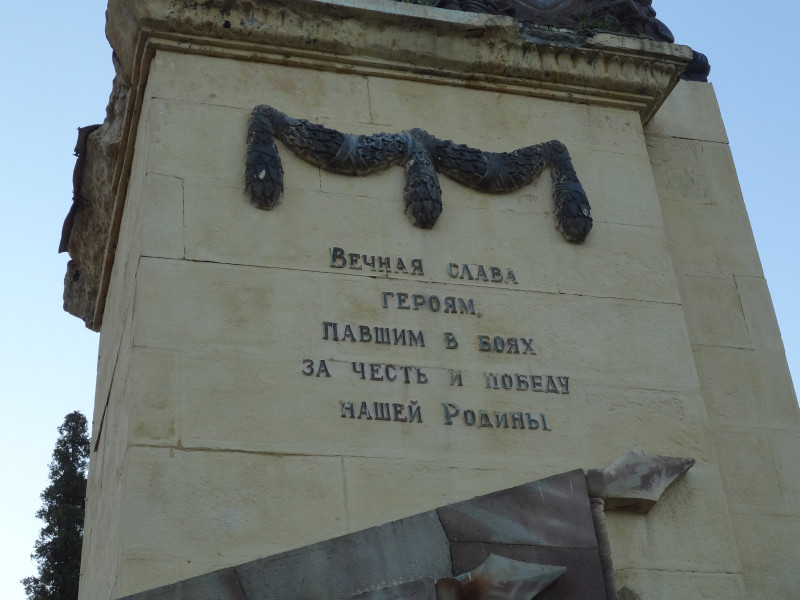 Вечная слава
героям,
павшим в боях
за честь и победу
нашей Родины